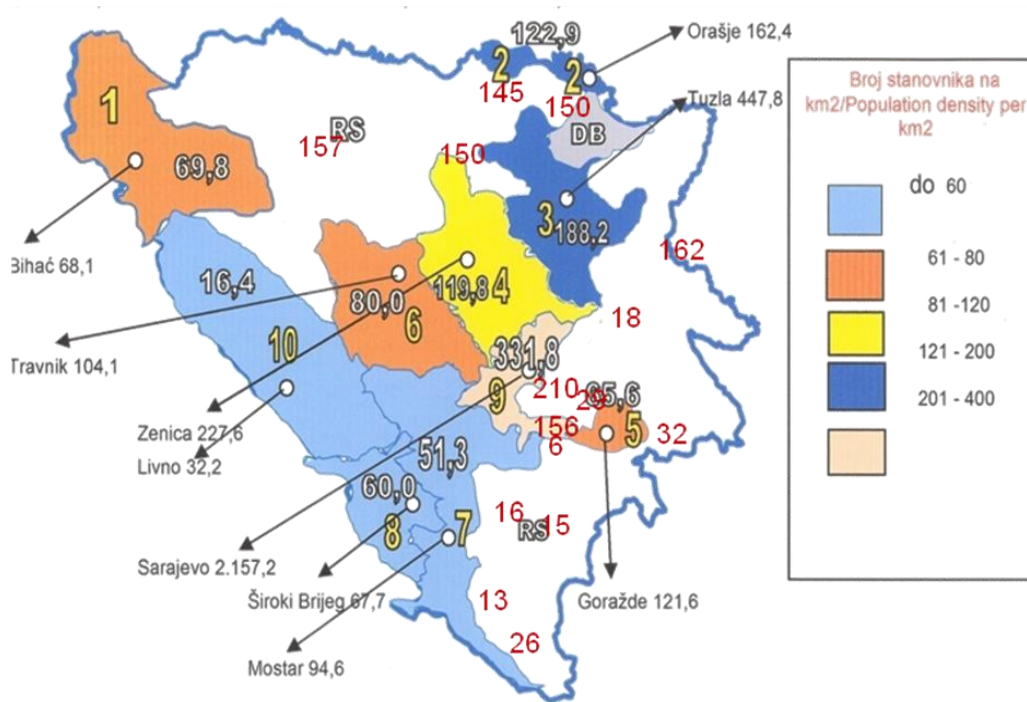 122,9
Orašje 162,4
2
2
145
150
Tuzla 447,8
1
RS
157
DB
150
69,8
3
188,2
162
Bihać 68,1
16,4
80,0
119,8
4
6
18
10
331,8
Travnik 104,1
210
29
9
156
5
32
6
Zenica 227,6
Livno 32,2
51,3
60,0
16
RS
15
8
7
Sarajevo 2.157,2
Široki Brijeg 67,7
13
Goražde 121,6
26
Mostar 94,6
Broj stanovnika na
km2/Population density per
km2
do 60
61 - 80
81 -120
121 - 200
201 - 400